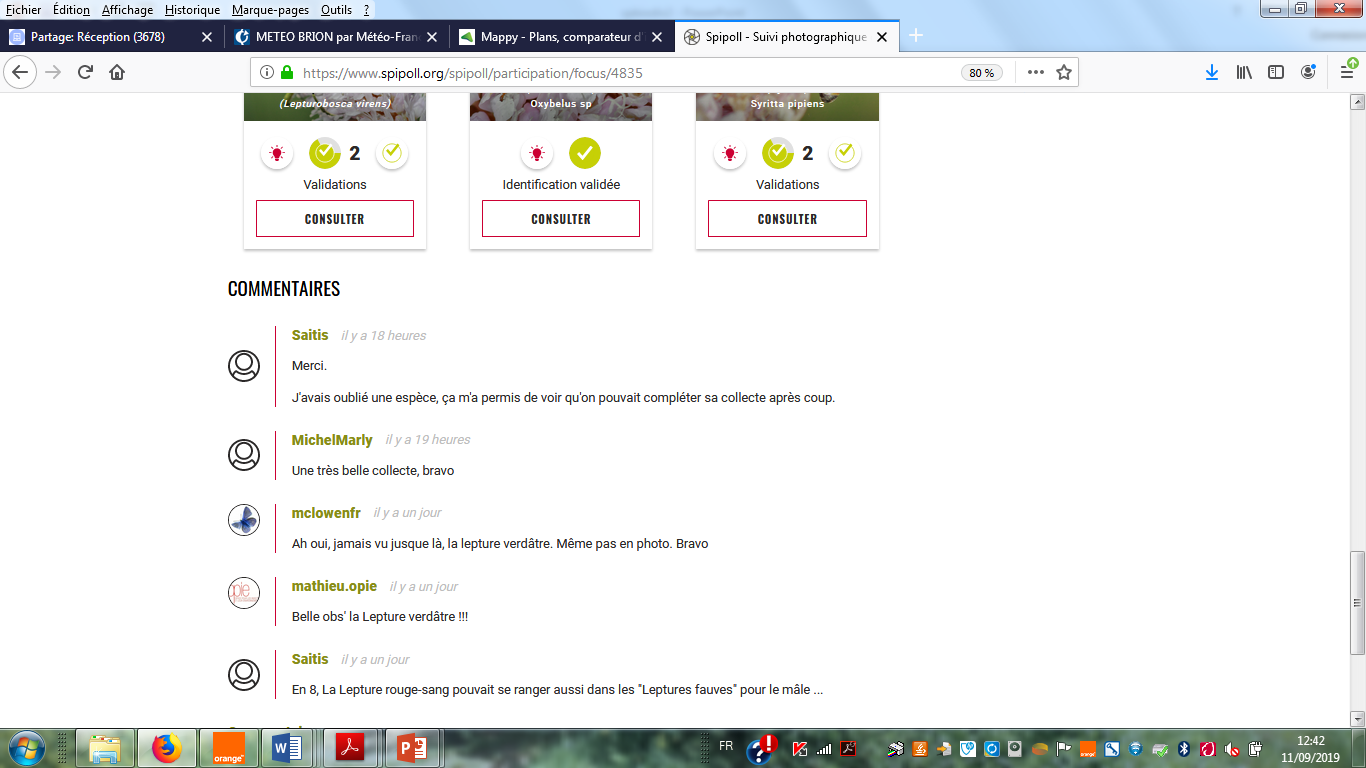 Fichier Édition Affichage Historique Marque-pages Outils ?
Partage: Réception (3678)
METEO BRION par Météo-Fran
Mappy - Plans, comparateur d'i
Spipoll - Suivi photographique
https://www.spipoll.org/spipoll/participation/focus/4835
80 %
(Lepturobosca virens)
Oxybelus sp
Syritta pipiens
2
2
Validations
Identification validée
Validations
CONSULTER
CONSULTER
CONSULTER
COMMENTAIRES
Saitis il y a 18 heures
Merci.
J'avais oublié une espèce, ça m'a permis de voir qu'on pouvait compléter sa collecte après coup.
MichelMarly il y a 19 heures
Une très belle collecte, bravo
mclowenfr il y a un jour
Ah oui, jamais vu jusque là, la lepture verdâtre. Même pas en photo. Bravo
mathieu.opie il y a un jour
Belle obs' la Lepture verdâtre !!!
Saitis il y a un jour
En 8, La Lepture rouge-sang pouvait se ranger aussi dans les "Leptures fauves" pour le mâle ...
orange
FR
12:42
11/09/2019